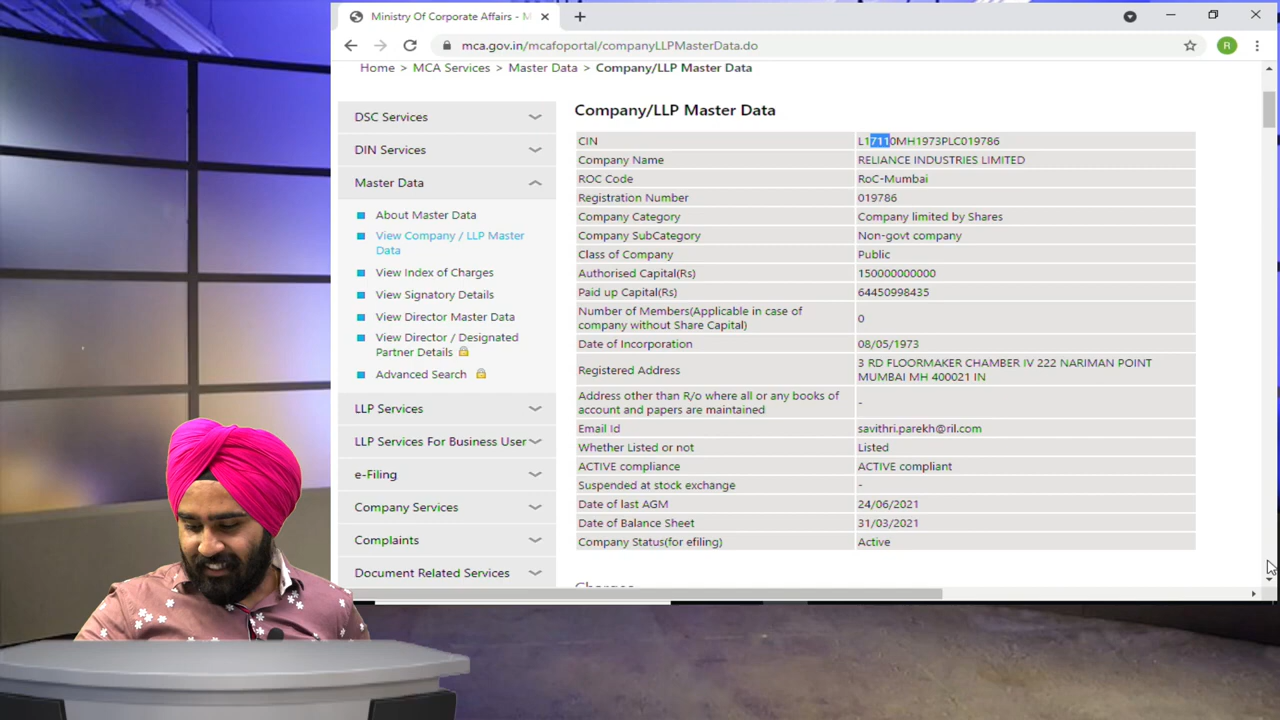 Ministry Of Corporate Affairs - M
mca.gov.in/mcafoportal/companyLLPMasterData.do
R
Home > MCA Services > Master Data > Company/LLP Master Data
DSC Services
DIN Services
Master Data
About Master Data
View Company / LLP Master
Data
View Index of Charges
View Signatory Details
View Director Master Data
View Director / Designated
Partner Details
Advanced Search
LLP Services
LLP Services For Business User
e-Filing
Company Services
Complaints
Document Related Services
Company/LLP Master Data
CIN L17110MH1973PLC019786
Company Name RELIANCE INDUSTRIES LIMITED
ROC Code RoC-Mumbai
Registration Number 019786
Company Category Company limited by Shares
Company SubCategory Non-govt company
Class of Company Public
Authorised Capital(Rs) 150000000000
Paid up Capital(Rs) 64450998435
Number of Members(Applicable in case of
company without Share Capital) 0
Date of Incorporation 08/05/1973
Registered Address 3 RD FLOORMAKER CHAMBER IV 222 NARIMAN POINT
MUMBAI MH 400021 IN
Address other than R/o where all or any books of
account and papers are maintained -
Email Id savithri.parekh@ril.com
Whether Listed or not Listed
ACTIVE compliance ACTIVE compliant
Suspended at stock exchange -
Date of last AGM 24/06/2021
Date of Balance Sheet 31/03/2021
Company Status(for efiling) Active
Charges